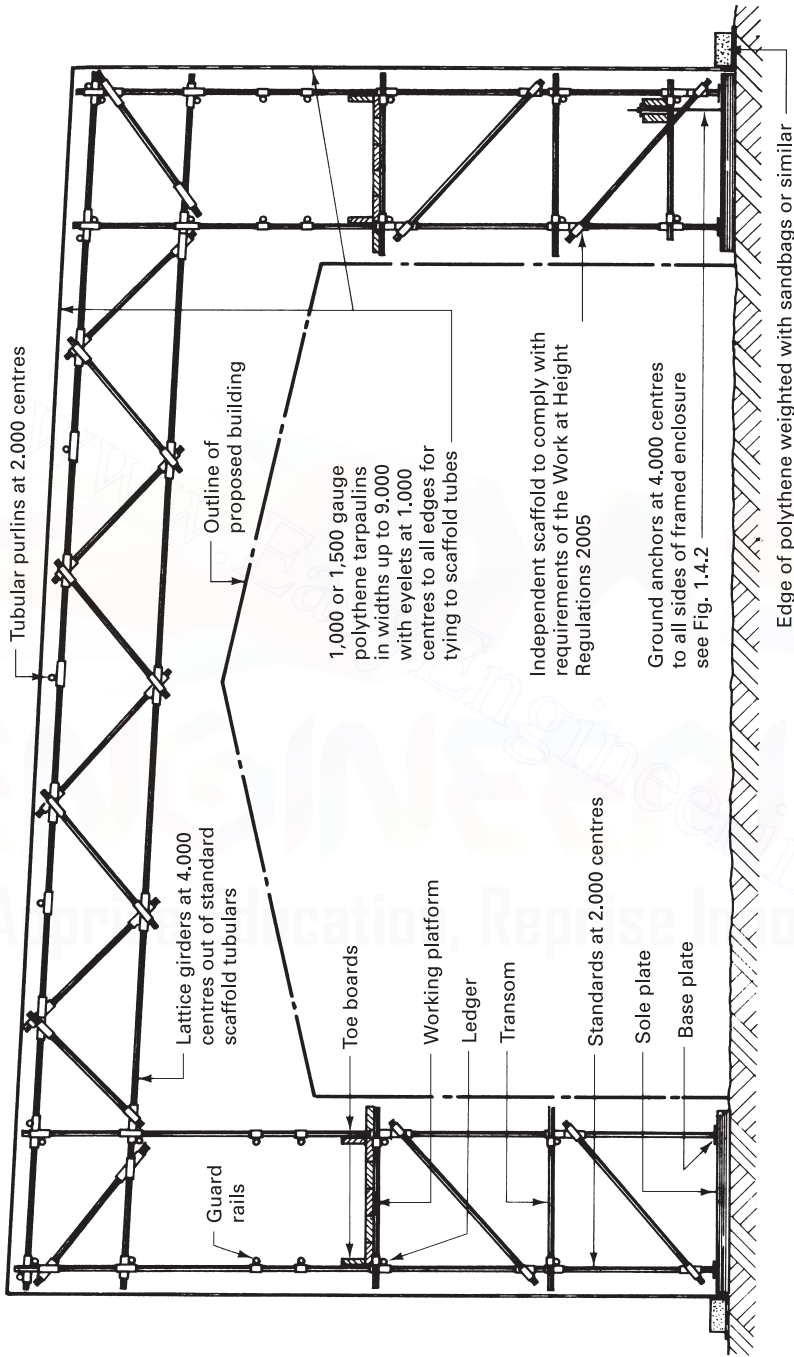 Tubular purlins at 2.000 centres
Lattice girders at 4.000
centres out of standard
scaffold tubulars
Outline of
proposed building
Guard
rails
Toe boards
Working platform
Ledger
Transom
Standards at 2.000 centres
Sole plate
Base plate
1,000 or 1,500 gauge
polythene tarpaulins
in widths up to 9.000
with eyelets at 1.000
centres to all edges for
tying to scaffold tubes
Independent scaffold to comply with
requirements of the Work at Height
Regulations 2005
Ground anchors at 4.000 centres
to all sides of framed enclosure
see Fig. 1.4.2
Edge of polythene weighted with sandbags or similar